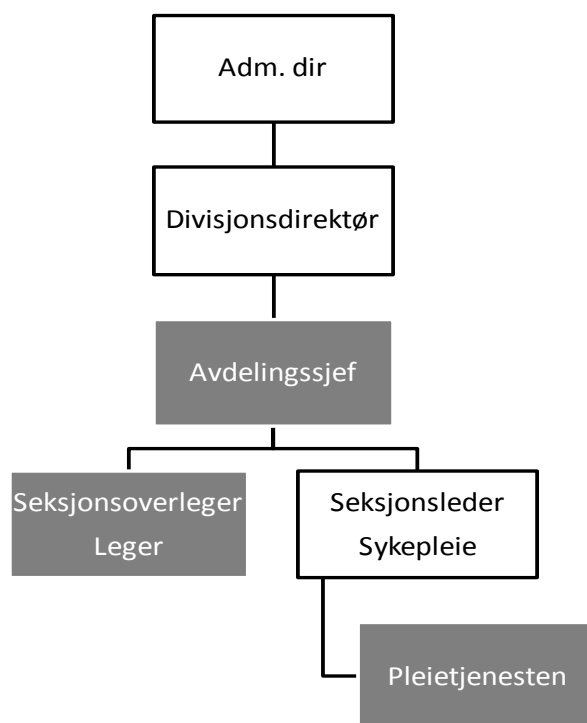 Adm. dir
Divisjonsdirektør
Avdelingssjef
Seksjonsoverleger
Leger
Seksjonsleder
Sykepleie
Pleietjenesten